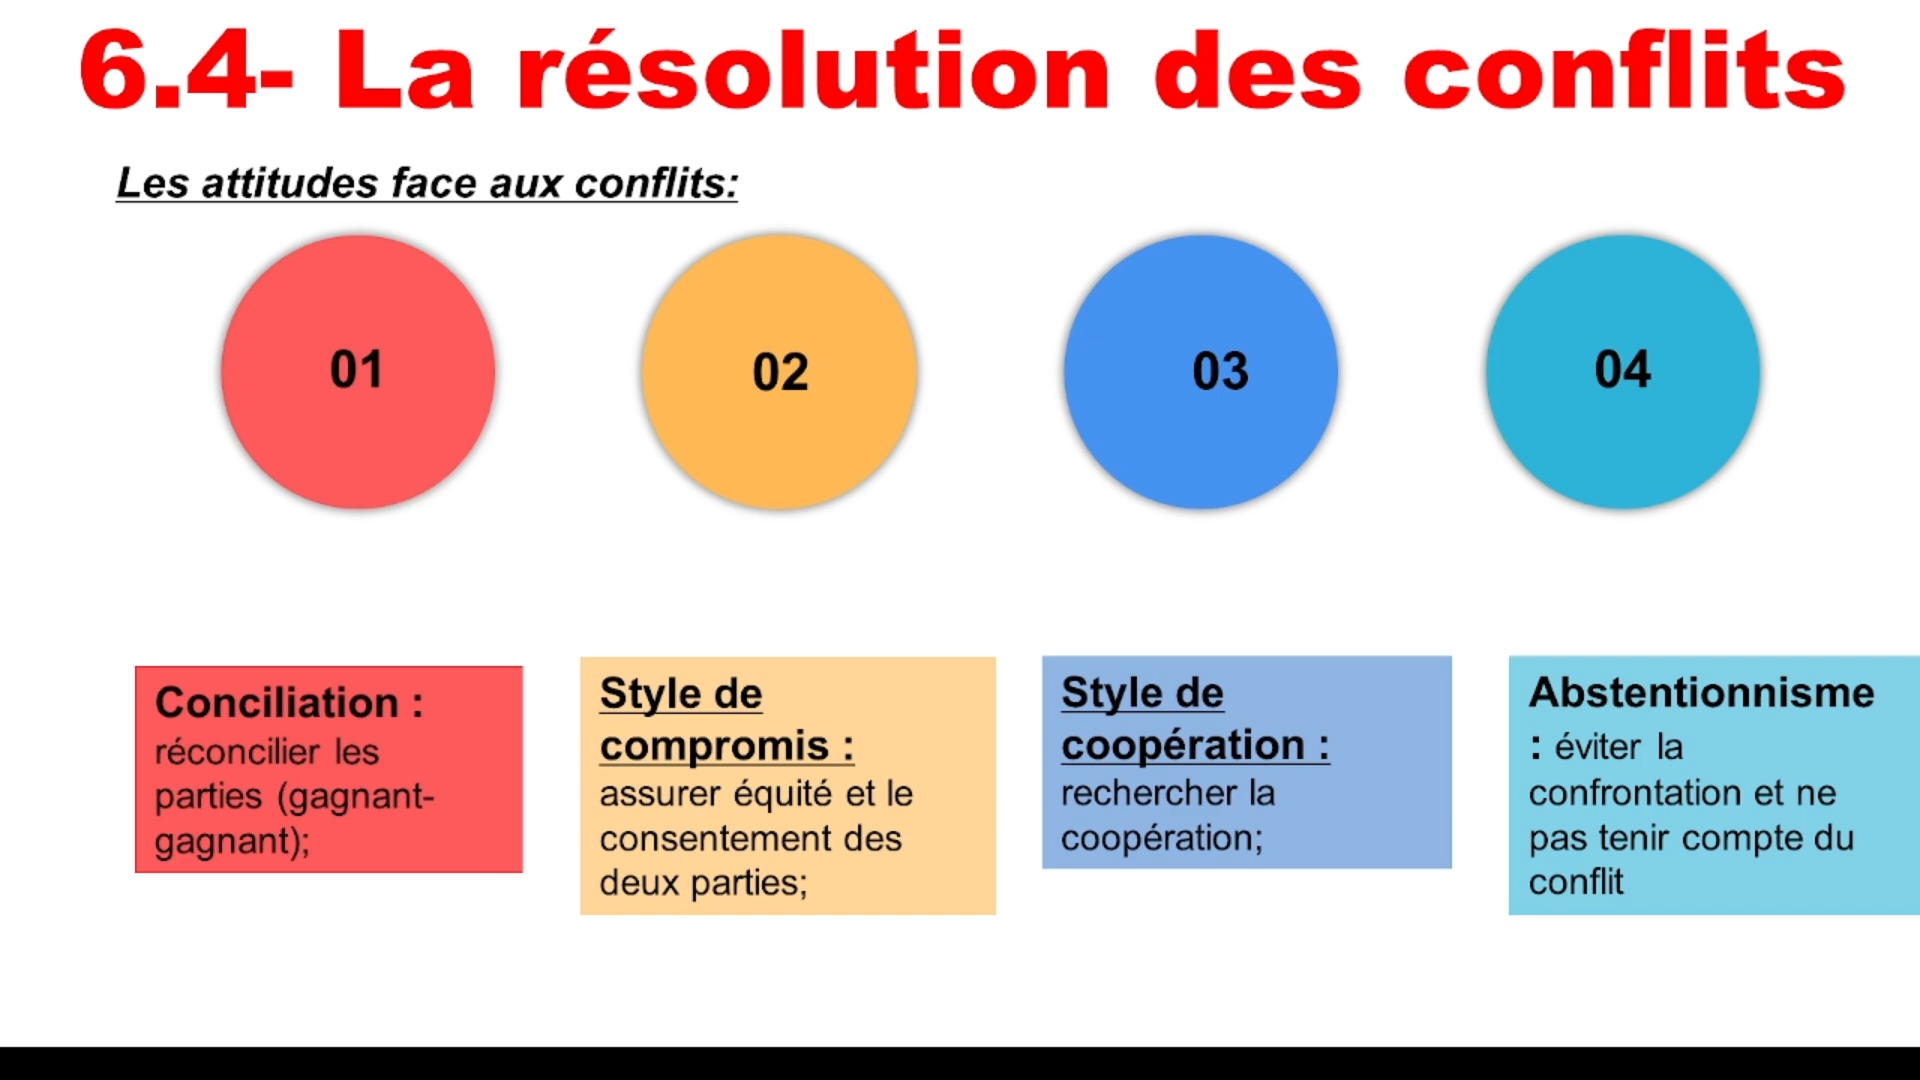 6.4- La résolution des conflits
Les attitudes face aux conflits:
01
02
03
04
Conciliation :
réconcilier les
parties (gagnant-
gagnant);
Style de
compromis :
assurer équité et le
consentement des
deux parties;
Style de
coopération :
rechercher la
coopération;
Abstentionnisme
: éviter la
confrontation et ne
pas tenir compte du
conflit